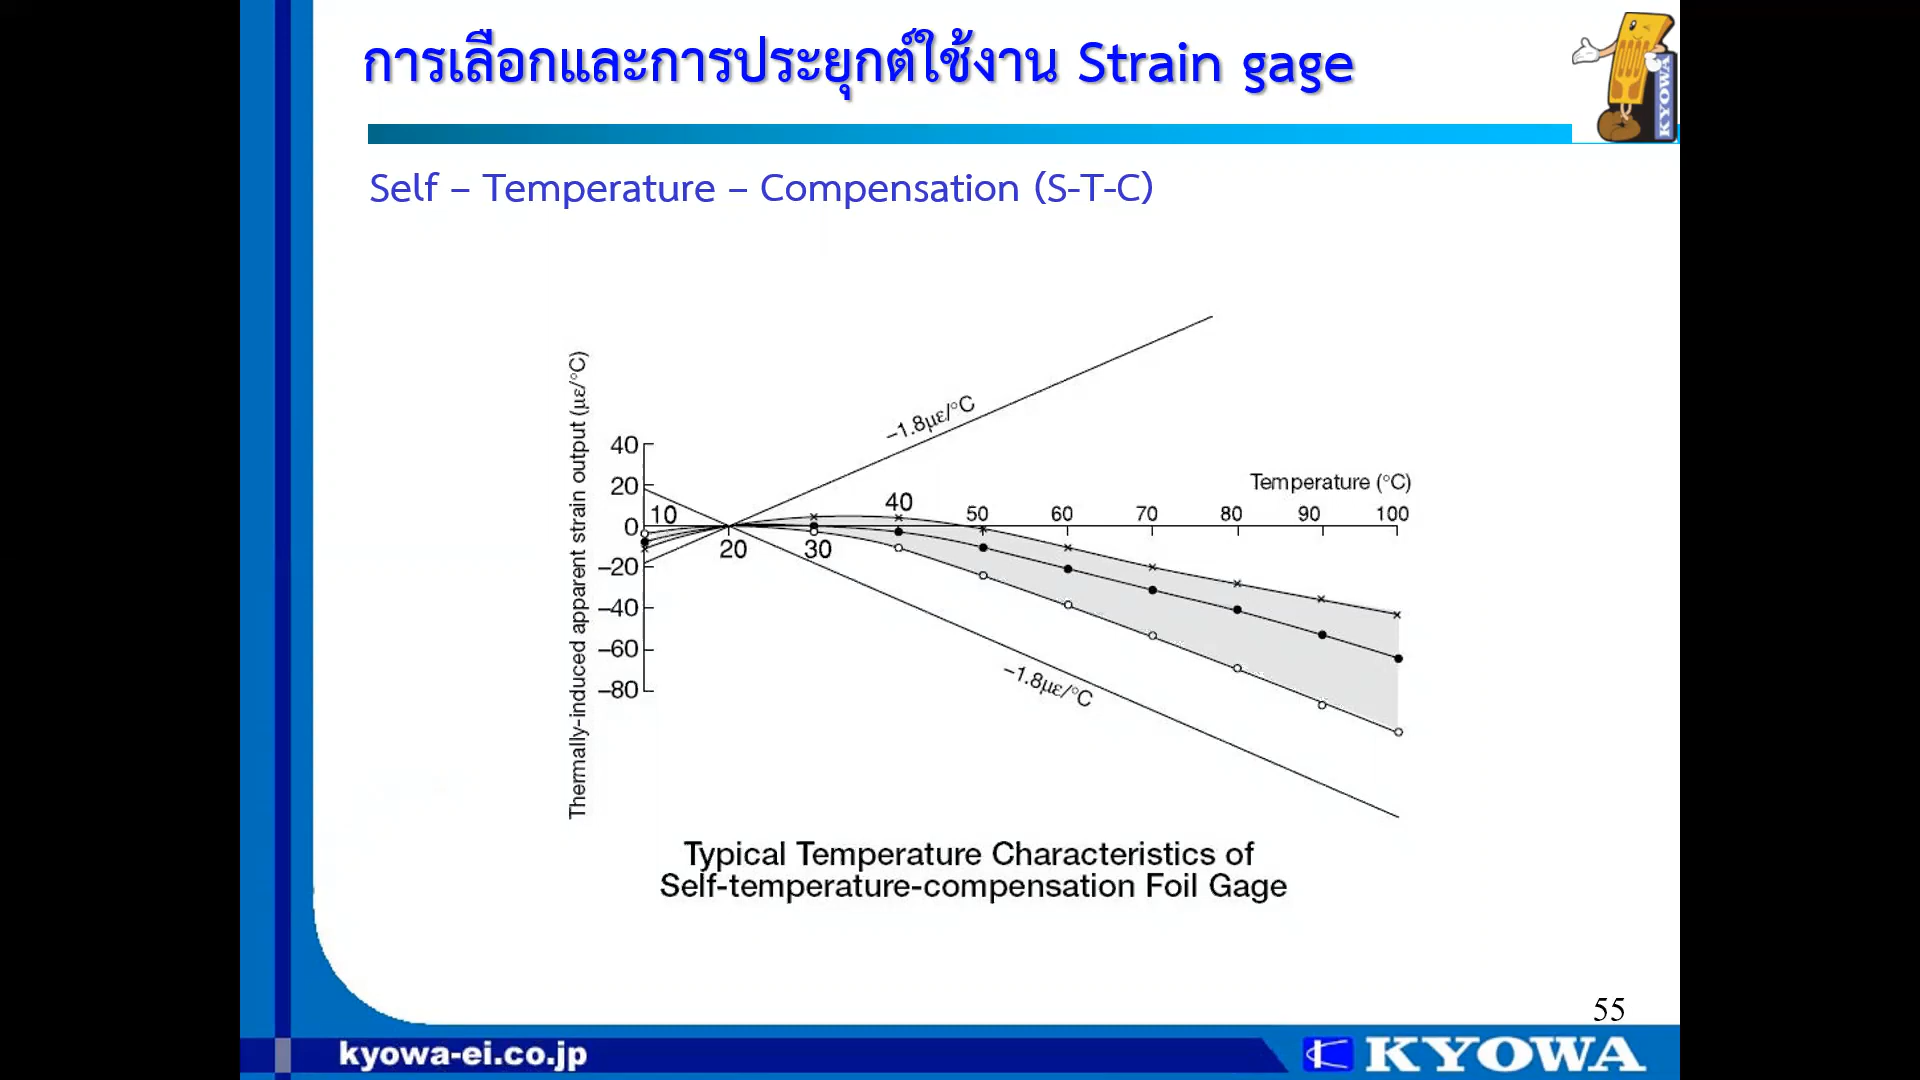 การเลือกและการประยุกต์ใช้งาน Strain gage
KYOWA
Self – Temperature – Compensation (S-T-C)
Thermally-induced apparent strain output (με/°C)
–1.8με/°C
40
20
0
–20
–40
–60
–80
Temperature (°C)
10
20
30
40
50
60
70
80
90
100
–1.8με/°C
Typical Temperature Characteristics of
Self-temperature-compensation Foil Gage
55
kyowa-ei.co.jp
KYOWA